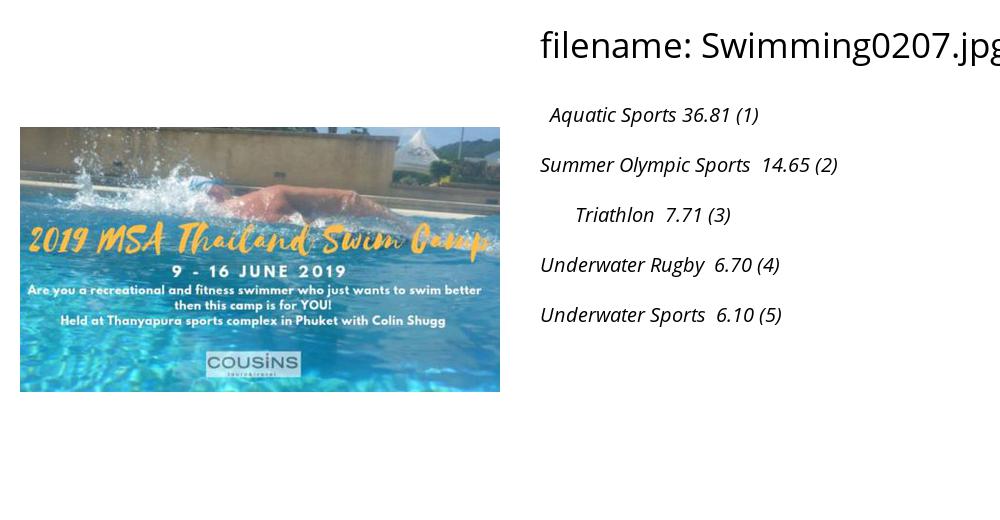 filename: Swimming0207.jpg
Aquatic Sports 36.81 (1)
Summer Olympic Sports 14.65 (2)
Triathlon 7.71 (3)
Underwater Rugby 6.70 (4)
Underwater Sports 6.10 (5)
2019 MSA Thailand Swim Camp
9 - 16 JUNE 2019
Are you a recreational and fitness swimmer who just wants to swim better
then this camp is for YOU!
Held at Thanyapura sports complex in Phuket with Colin Shugg
COUSiNS
tours&travel